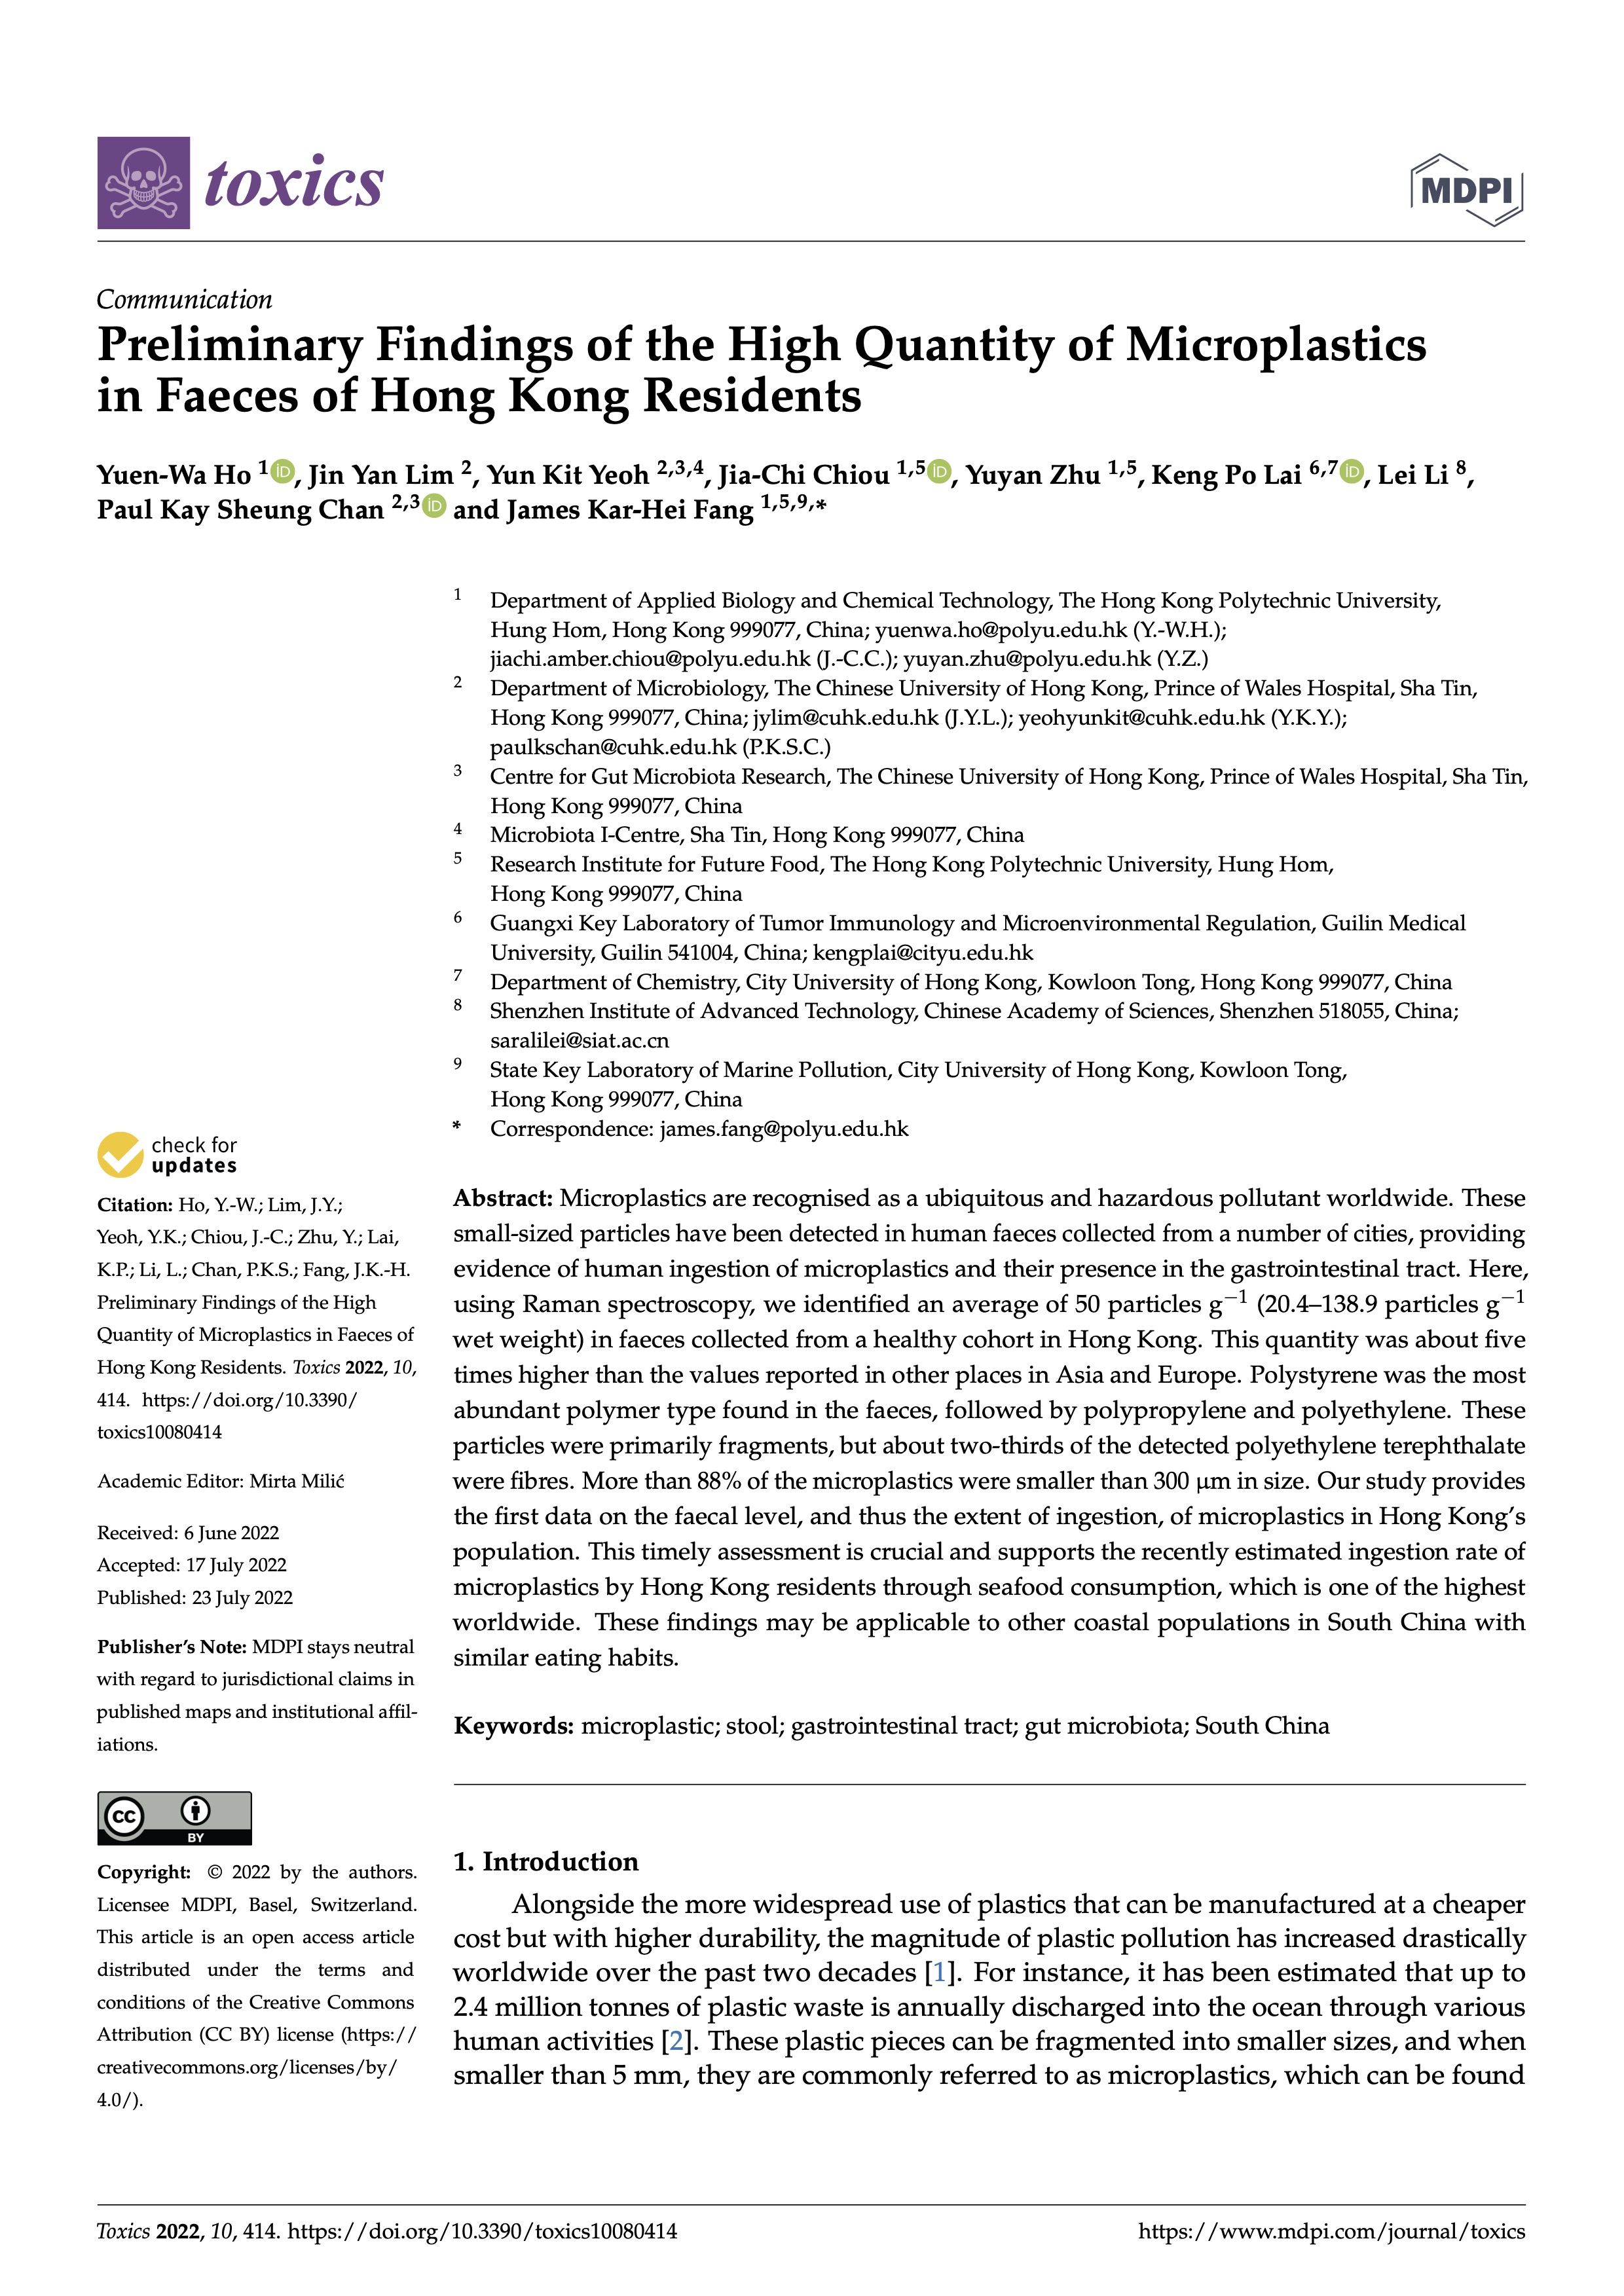 toxics
MDPI
Communication
Preliminary Findings of the High Quantity of Microplastics
in Faeces of Hong Kong Residents
Yuen-Wa Ho 1 iD, Jin Yan Lim 2, Yun Kit Yeoh 2,3,4, Jia-Chi Chiou 1,5 iD, Yuyan Zhu 1,5, Keng Po Lai 6,7 iD, Lei Li 8,
Paul Kay Sheung Chan 2,3 iD and James Kar-Hei Fang 1,5,9,*
1 Department of Applied Biology and Chemical Technology, The Hong Kong Polytechnic University,
Hung Hom, Hong Kong 999077, China; yuenwa.ho@polyu.edu.hk (Y.-W.H.);
jiachi.amber.chiou@polyu.edu.hk (J.-C.C.); yuyan.zhu@polyu.edu.hk (Y.Z.)
2 Department of Microbiology, The Chinese University of Hong Kong, Prince of Wales Hospital, Sha Tin,
Hong Kong 999077, China; jylim@cuhk.edu.hk (J.Y.L.); yeohyunkit@cuhk.edu.hk (Y.K.Y.);
paulkschan@cuhk.edu.hk (P.K.S.C.)
3 Centre for Gut Microbiota Research, The Chinese University of Hong Kong, Prince of Wales Hospital, Sha Tin,
Hong Kong 999077, China
4 Microbiota I-Centre, Sha Tin, Hong Kong 999077, China
5 Research Institute for Future Food, The Hong Kong Polytechnic University, Hung Hom,
Hong Kong 999077, China
6 Guangxi Key Laboratory of Tumor Immunology and Microenvironmental Regulation, Guilin Medical
University, Guilin 541004, China; kengplai@cityu.edu.hk
7 Department of Chemistry, City University of Hong Kong, Kowloon Tong, Hong Kong 999077, China
8 Shenzhen Institute of Advanced Technology, Chinese Academy of Sciences, Shenzhen 518055, China;
saralilei@siat.ac.cn
9 State Key Laboratory of Marine Pollution, City University of Hong Kong, Kowloon Tong,
Hong Kong 999077, China
* Correspondence: james.fang@polyu.edu.hk
check for
updates
Citation: Ho, Y.-W.; Lim, J.Y.;
Yeoh, Y.K.; Chiou, J.-C.; Zhu, Y.; Lai,
K.P.; Li, L.; Chan, P.K.S.; Fang, J.K.-H.
Preliminary Findings of the High
Quantity of Microplastics in Faeces of
Hong Kong Residents. Toxics 2022, 10,
414. https://doi.org/10.3390/
toxics10080414
Academic Editor: Mirta Milić
Received: 6 June 2022
Accepted: 17 July 2022
Published: 23 July 2022
Publisher's Note: MDPI stays neutral
with regard to jurisdictional claims in
published maps and institutional affil-
iations.
cc
BY
Copyright: © 2022 by the authors.
Licensee MDPI, Basel, Switzerland.
This article is an open access article
distributed under the terms and
conditions of the Creative Commons
Attribution (CC BY) license (https://
creativecommons.org/licenses/by/
4.0/).
Abstract: Microplastics are recognised as a ubiquitous and hazardous pollutant worldwide. These
small-sized particles have been detected in human faeces collected from a number of cities, providing
evidence of human ingestion of microplastics and their presence in the gastrointestinal tract. Here,
using Raman spectroscopy, we identified an average of 50 particles g−1 (20.4–138.9 particles g−1
wet weight) in faeces collected from a healthy cohort in Hong Kong. This quantity was about five
times higher than the values reported in other places in Asia and Europe. Polystyrene was the most
abundant polymer type found in the faeces, followed by polypropylene and polyethylene. These
particles were primarily fragments, but about two-thirds of the detected polyethylene terephthalate
were fibres. More than 88% of the microplastics were smaller than 300 μm in size. Our study provides
the first data on the faecal level, and thus the extent of ingestion, of microplastics in Hong Kong's
population. This timely assessment is crucial and supports the recently estimated ingestion rate of
microplastics by Hong Kong residents through seafood consumption, which is one of the highest
worldwide. These findings may be applicable to other coastal populations in South China with
similar eating habits.
Keywords: microplastic; stool; gastrointestinal tract; gut microbiota; South China
1. Introduction
Alongside the more widespread use of plastics that can be manufactured at a cheaper
cost but with higher durability, the magnitude of plastic pollution has increased drastically
worldwide over the past two decades [1]. For instance, it has been estimated that up to
2.4 million tonnes of plastic waste is annually discharged into the ocean through various
human activities [2]. These plastic pieces can be fragmented into smaller sizes, and when
smaller than 5 mm, they are commonly referred to as microplastics, which can be found
Toxics 2022, 10, 414. https://doi.org/10.3390/toxics10080414
https://www.mdpi.com/journal/toxics